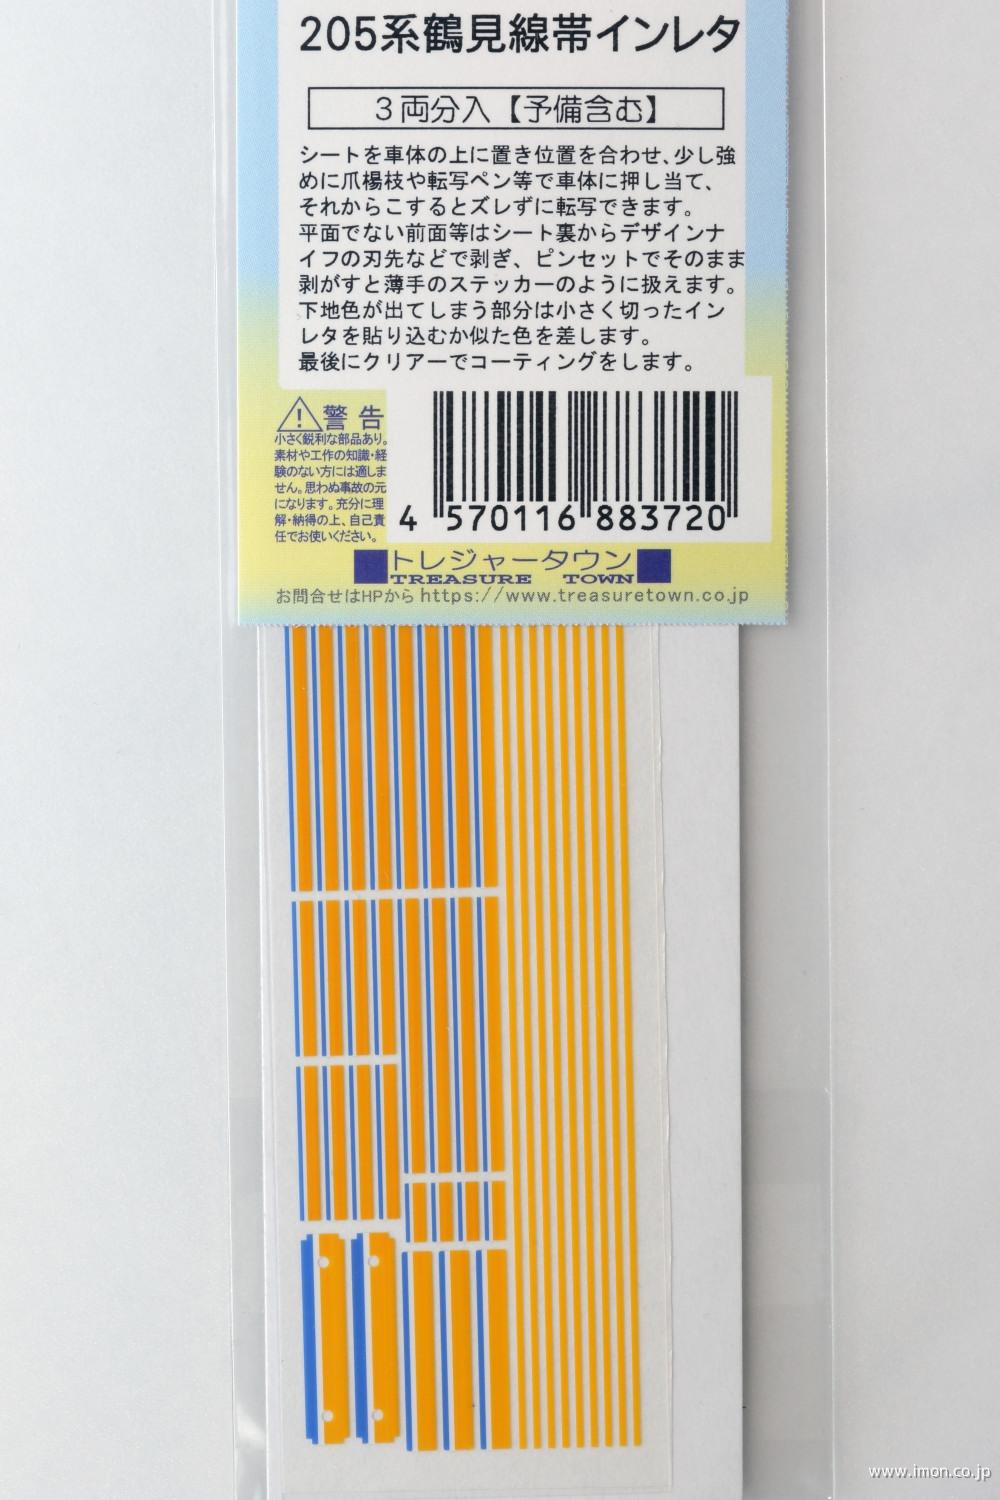 205系鶴見線帯インレタ
3両分入【予備含む】
シートを車体の上に置き位置を合わせ、少し強
めに爪楊枝や転写ペン等で車体に押し当て、
それからこするとズレずに転写できます。
平面でない前面等はシート裏からデザインナ
イフの刃先などで剥ぎ、ピンセットでそのまま
剥がすと薄手のステッカーのように扱えます。
下地色が出てしまう部分は小さく切ったイン
レタを貼り込むか似た色を差します。
最後にクリアーでコーティングをします。
警告
小さく鋭利な部品あり。
素材や工作の知識・経
験のない方には適しま
せん。思わぬ事故の元
になります。充分に理
解・納得の上、自己責
任でお使いください。
4 570116 883720
トレジャータウン
TREASURE TOWN
お問合せはHPから https://www.treasuretown.co.jp
www.imon.co.jp